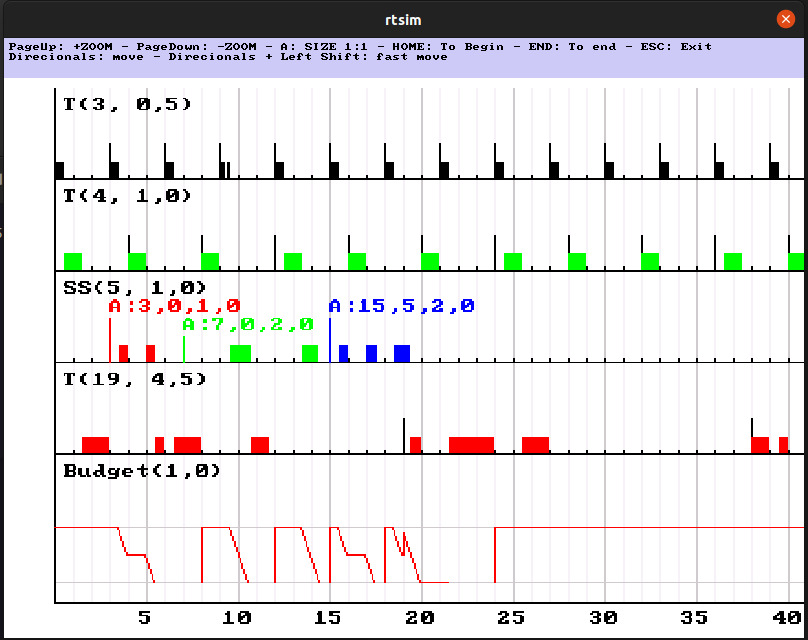 rtsim
PageUp: +ZOOM - PageDown: -ZOOM - A: SIZE 1:1 - HOME: To Begin - END: To end - ESC: Exit
Direcionals: move - Direcionals + Left Shift: fast move
T(3, 0,5)
T(4, 1,0)
SS(5, 1,0)
A:3,0,1,0
A:15,5,2,0
A:7,0,2,0
T(19, 4,5)
Budget(1,0)
5 10 15 20 25 30 35 40